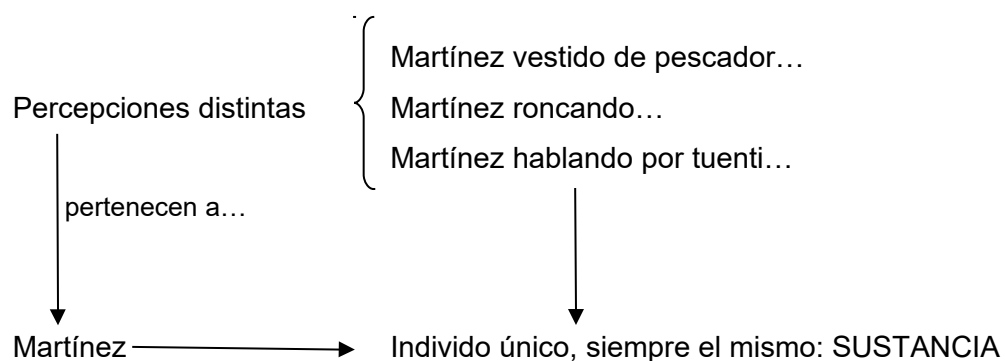 Martínez vestido de pescador…
Percepciones distintas
Martínez roncando…
Martínez hablando por tuenti…
pertenecen a…
Martínez
Individo único, siempre el mismo: SUSTANCIA